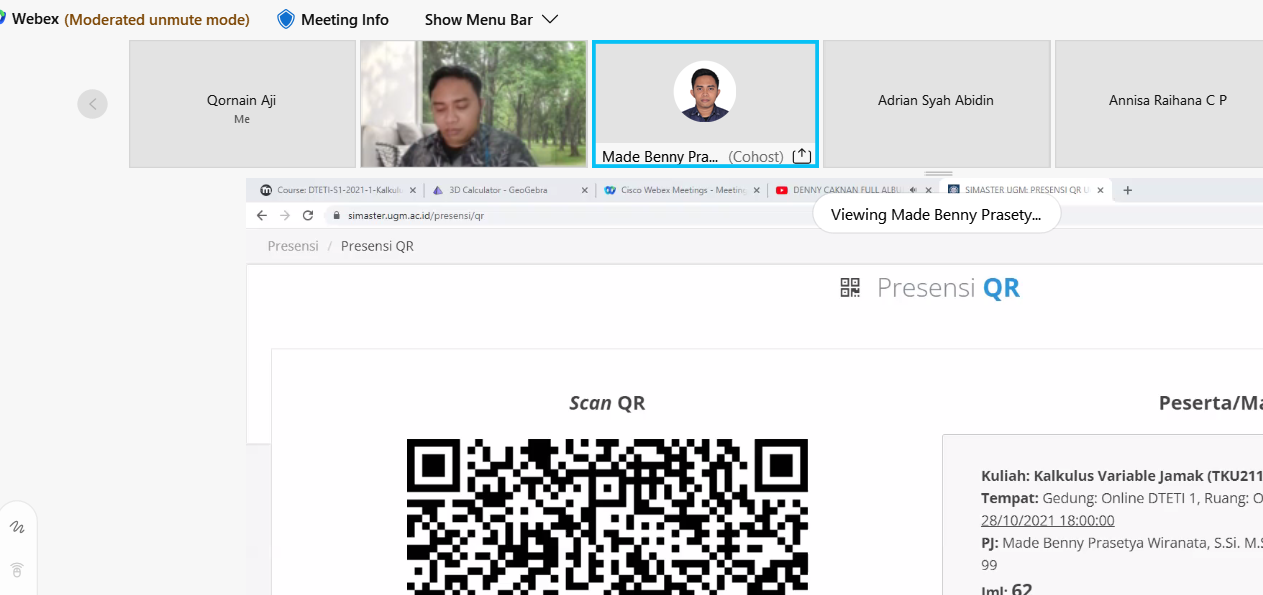 Webex (Moderated unmute mode) Meeting Info Show Menu Bar
Qornain Aji
Me
Made Benny Pra... (Cohost)
Adrian Syah Abidin
Annisa Raihana C P
Course: DTETI-S1-2021-1-Kalkulu
3D Calculator - GeoGebra
Cisco Webex Meetings - Meeting
DENNY CAKNAN FULL ALBU
SIMASTER UGM: PRESENSI QR U
simaster.ugm.ac.id/presensi/qr
Viewing Made Benny Prasety...
Presensi / Presensi QR
Presensi QR
Scan QR
Peserta/Ma
Kuliah: Kalkulus Variable Jamak (TKU211
Tempat: Gedung: Online DTETI 1, Ruang: O
28/10/2021 18:00:00
PJ: Made Benny Prasetya Wiranata, S.Si. M.S
99
Jml: 62